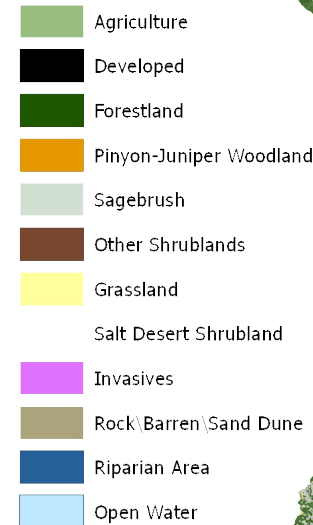 Agriculture
Developed
Forestland
Pinyon-Juniper Woodland
Sagebrush
Other Shrublands
Grassland
Salt Desert Shrubland
Invasives
Rock\Barren\Sand Dune
Riparian Area
Open Water